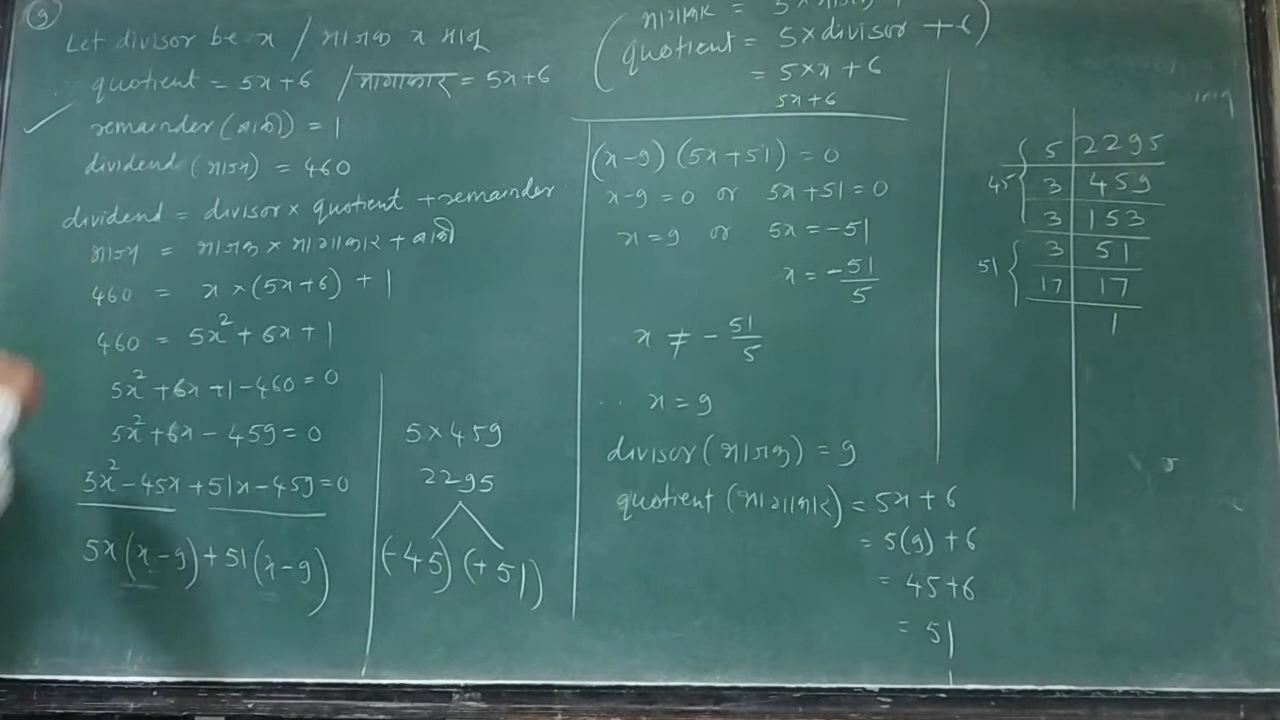 (9)
Let divisor be x / भाजक x मानू
quotient = 5x+6 / भागाकार = 5x+6
remainder (बाकी) = 1
dividend (भाज्य) = 460
dividend = divisor × quotient + remainder
भाज्य = भाजक × भागाकार + बाकी
460 = x × (5x+6) + 1
460 = 5x² + 6x + 1
5x² + 6x + 1 - 460 = 0
5x² + 6x - 459 = 0
5x² - 45x + 51x - 459 = 0
5x(x-9) + 51(x-9)
5 × 459
2295
(-45) (+51)
quotient = 5 × divisor + 6)
= 5 × x + 6
5x+6
(x-9) (5x+51) = 0
x-9=0 or 5x+51=0
x=9 or 5x=-51
x = -51/5
x ≠ -51/5
x = 9
divisor (भाजक) = 9
quotient (भागाकार) = 5x+6
= 5(9)+6
= 45+6
= 51
5 2295
45 3 459
3 153
51 3 51
17 17
1